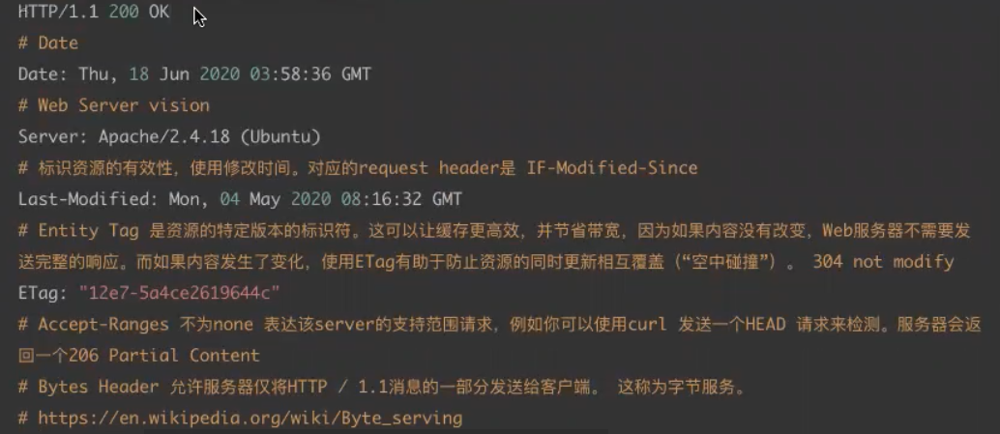 HTTP/1.1 200 OK
# Date
Date: Thu, 18 Jun 2020 03:58:36 GMT
# Web Server vision
Server: Apache/2.4.18 (Ubuntu)
# 标识资源的有效性，使用修改时间。对应的request header是 IF-Modified-Since
Last-Modified: Mon, 04 May 2020 08:16:32 GMT
# Entity Tag 是资源的特定版本的标识符。这可以让缓存更高效，并节省带宽，因为如果内容没有改变，Web服务器不需要发
送完整的响应。而如果内容发生了变化，使用ETag有助于防止资源的同时更新相互覆盖（“空中碰撞”）。 304 not modify
ETag: "12e7-5a4ce2619644c"
# Accept-Ranges 不为none 表达该server的支持范围请求，例如你可以使用curl 发送一个HEAD 请求来检测。服务器会返
回一个206 Partial Content
# Bytes Header 允许服务器仅将HTTP / 1.1消息的一部分发送给客户端。 这称为字节服务。
# https://en.wikipedia.org/wiki/Byte_serving